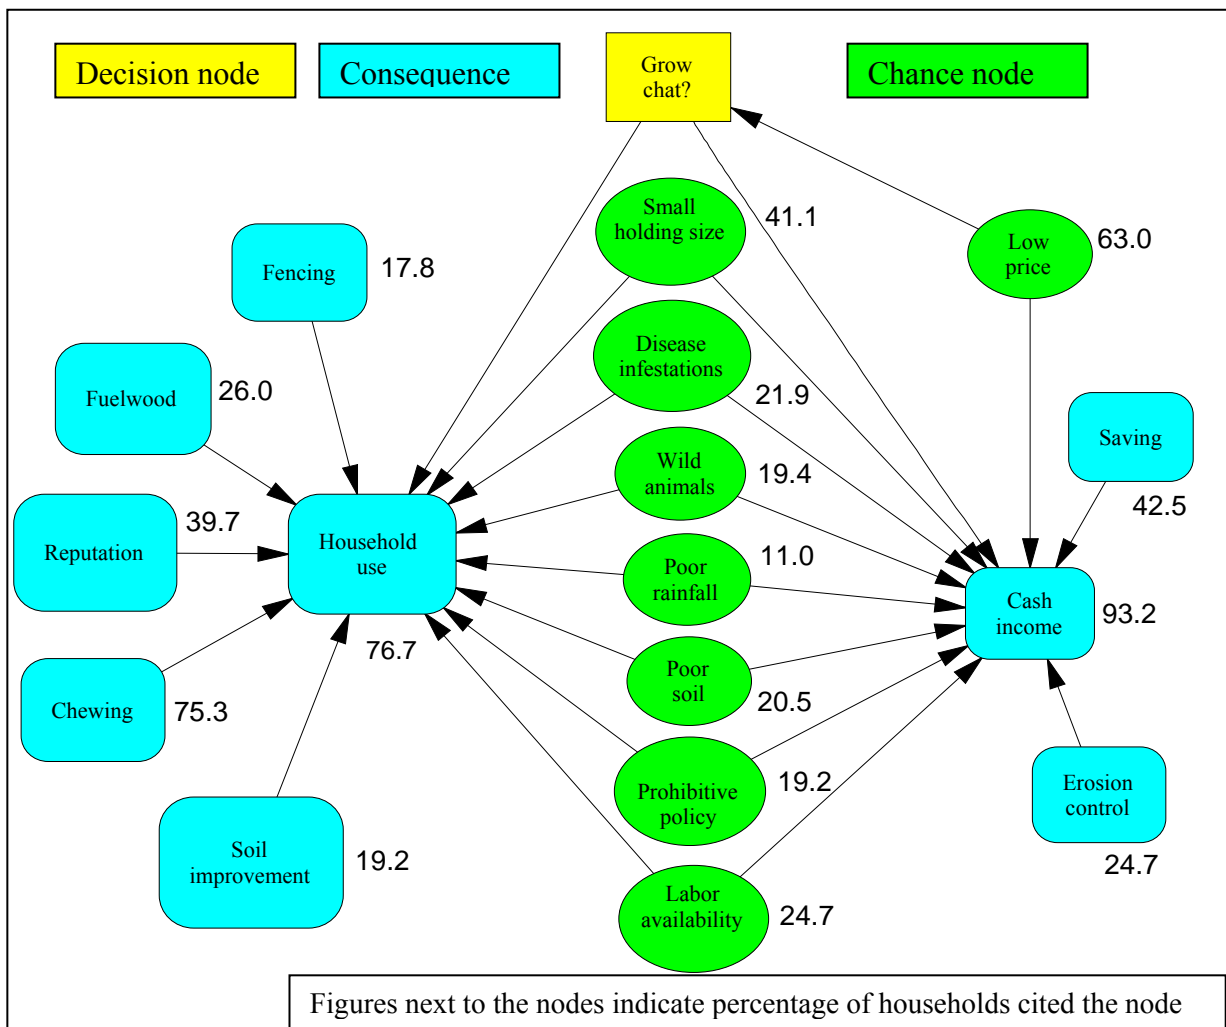 Decision node
Consequence
Grow
chat?
Chance node
Small
holding size
41.1
Low
price
63.0
Fencing
17.8
Disease
infestations
21.9
Fuelwood
26.0
Saving
42.5
Wild
animals
19.4
Reputation
39.7
Household
use
76.7
Poor
rainfall
11.0
Cash
income
93.2
Chewing
75.3
Poor
soil
20.5
Prohibitive
policy
19.2
Erosion
control
24.7
Soil
improvement
19.2
Labor
availability
24.7
Figures next to the nodes indicate percentage of households cited the node